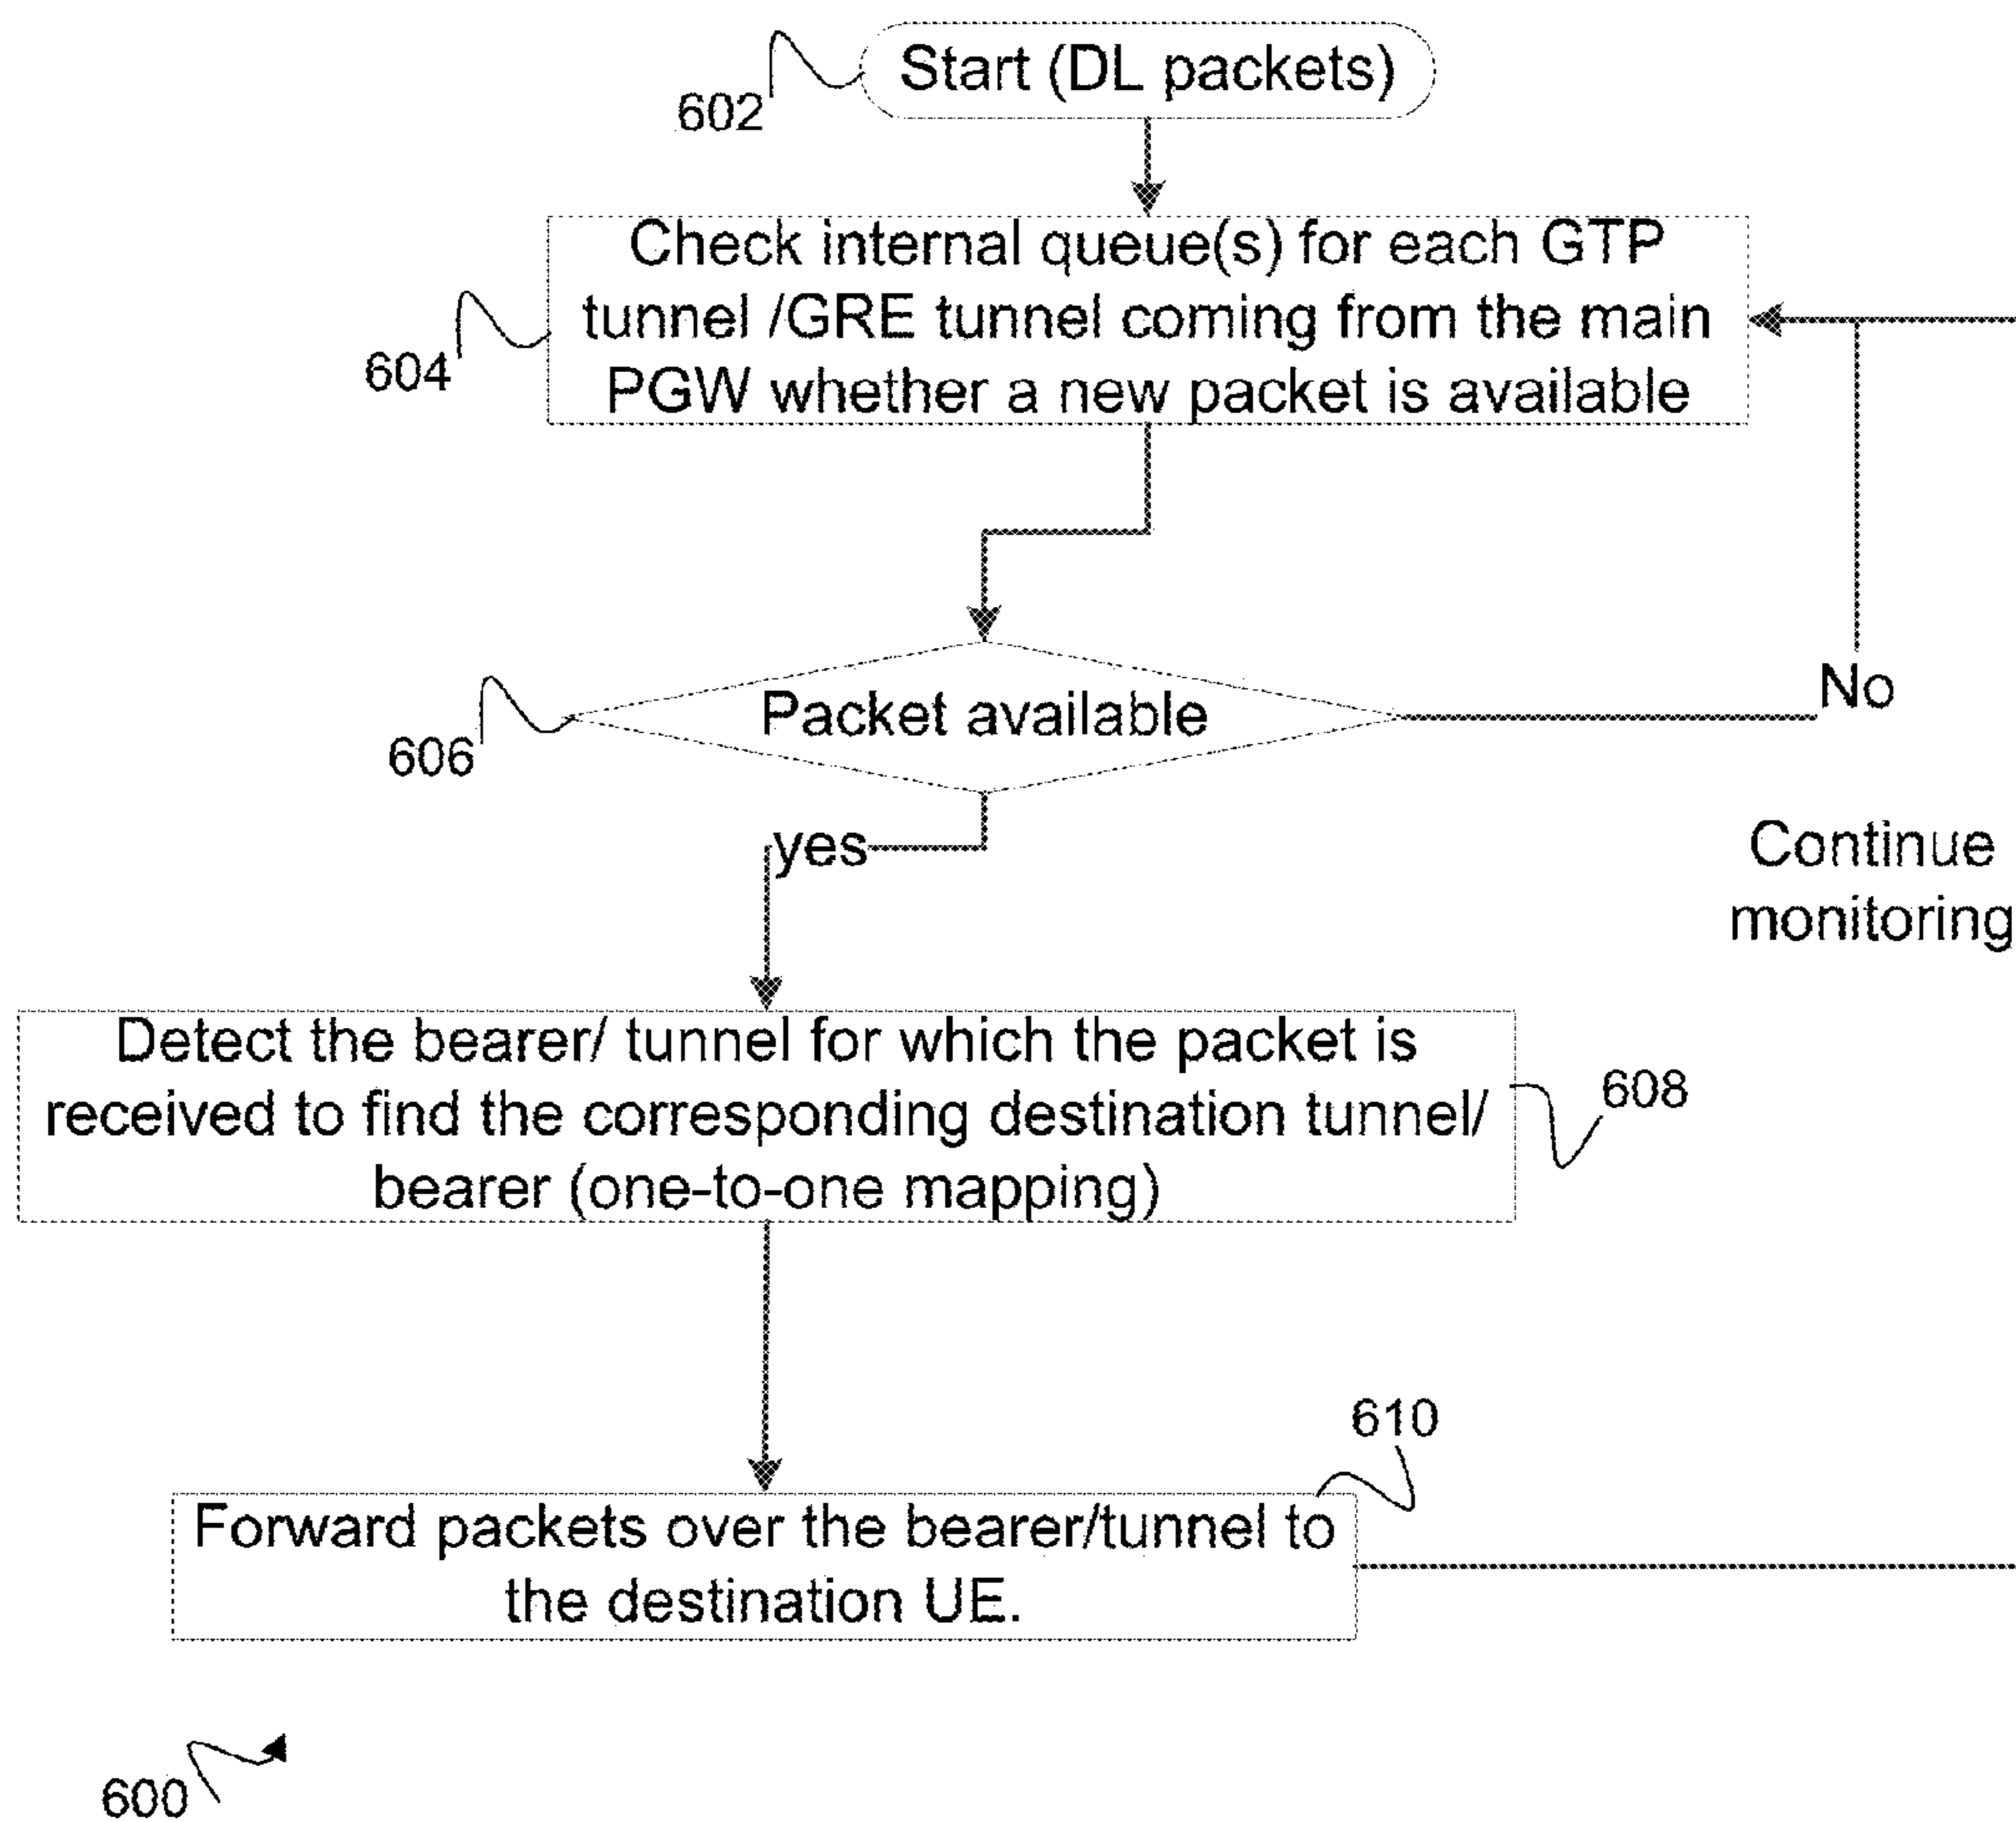 Start (DL packets)
602
Check internal queue(s) for each GTP
tunnel /GRE tunnel coming from the main
PGW whether a new packet is available
604
Packet available
606
No
yes
Continue
monitoring
Detect the bearer/ tunnel for which the packet is
received to find the corresponding destination tunnel/
bearer (one-to-one mapping)
608
610
Forward packets over the bearer/tunnel to
the destination UE.
600